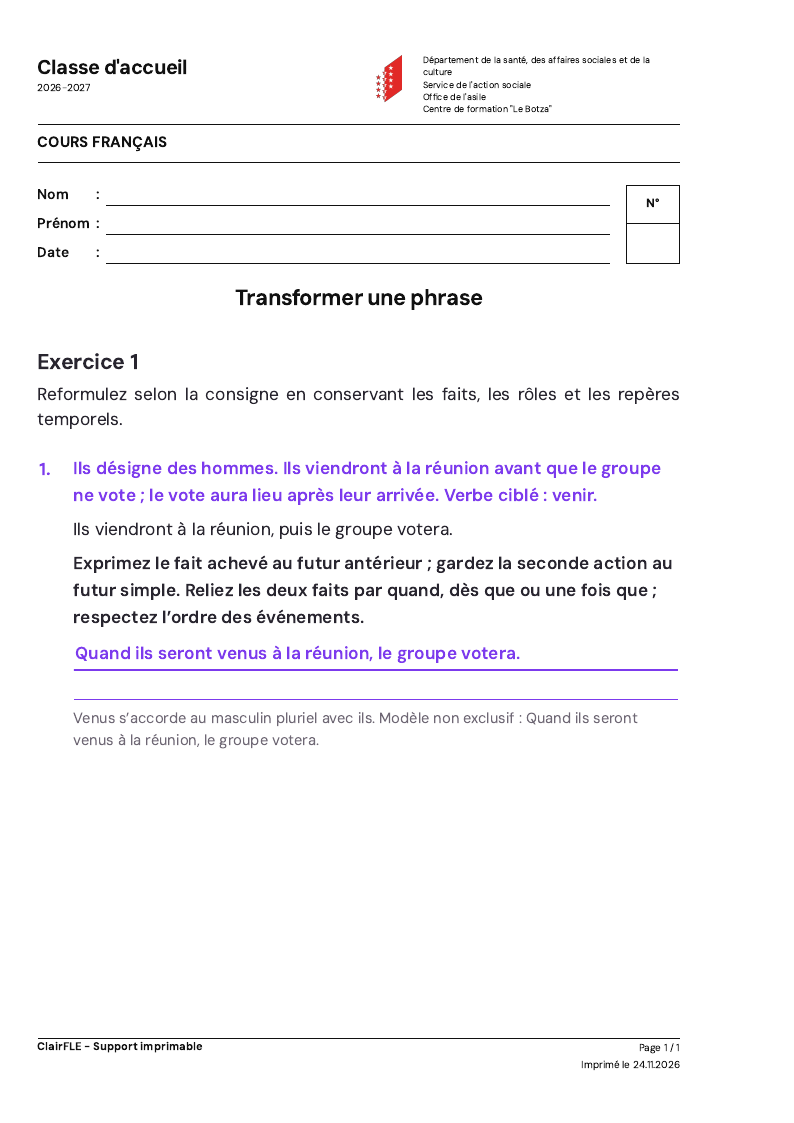 Classe d'accueil
2026-2027
Département de la santé, des affaires sociales et de la
culture
Service de l'action sociale
Office de l'asile
Centre de formation "Le Botza"
COURS FRANÇAIS
Nom :
Prénom :
Date :
N°
Transformer une phrase
Exercice 1
Reformulez selon la consigne en conservant les faits, les rôles et les repères
temporels.
1. Ils désigne des hommes. Ils viendront à la réunion avant que le groupe
ne vote ; le vote aura lieu après leur arrivée. Verbe ciblé : venir.
Ils viendront à la réunion, puis le groupe votera.
Exprimez le fait achevé au futur antérieur ; gardez la seconde action au
futur simple. Reliez les deux faits par quand, dès que ou une fois que ;
respectez l’ordre des événements.
Quand ils seront venus à la réunion, le groupe votera.
Venus s’accorde au masculin pluriel avec ils. Modèle non exclusif : Quand ils seront
venus à la réunion, le groupe votera.
ClairFLE - Support imprimable
Page 1 / 1
Imprimé le 24.11.2026